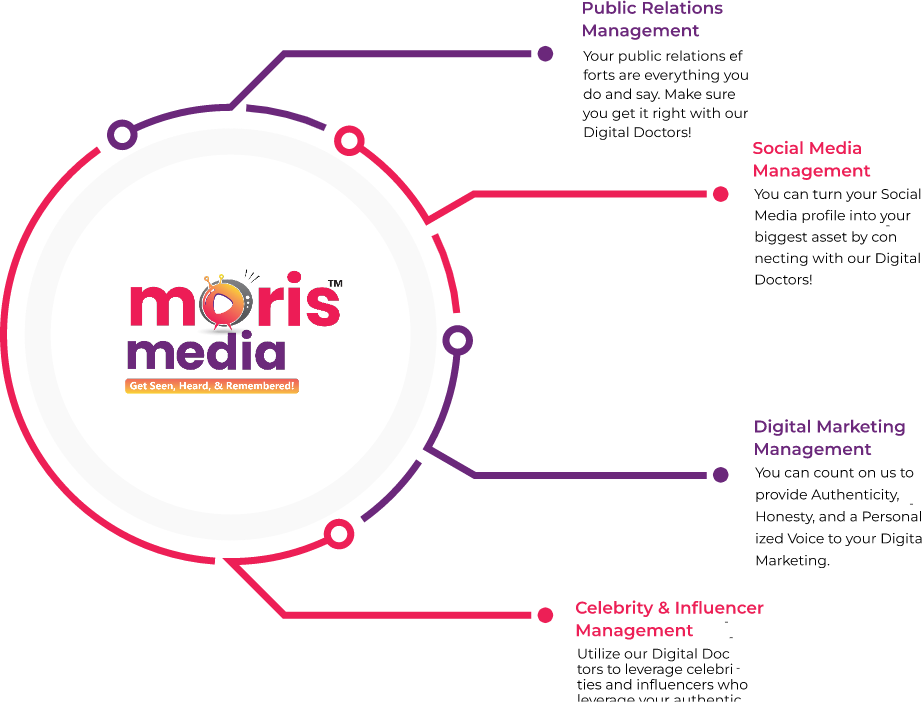 Public Relations
Management
Your public relations ef
forts are everything you
do and say. Make sure
you get it right with our
Digital Doctors!
Social Media
Management
You can turn your Social
Media profile into your
biggest asset by con
necting with our Digital
Doctors!
moris™
media
Get Seen, Heard, & Remembered!
Digital Marketing
Management
You can count on us to
provide Authenticity,
Honesty, and a Personal
ized Voice to your Digita
Marketing.
Celebrity & Influencer
Management
Utilize our Digital Doc
tors to leverage celebri -
ties and influencers who
leverage your authentic